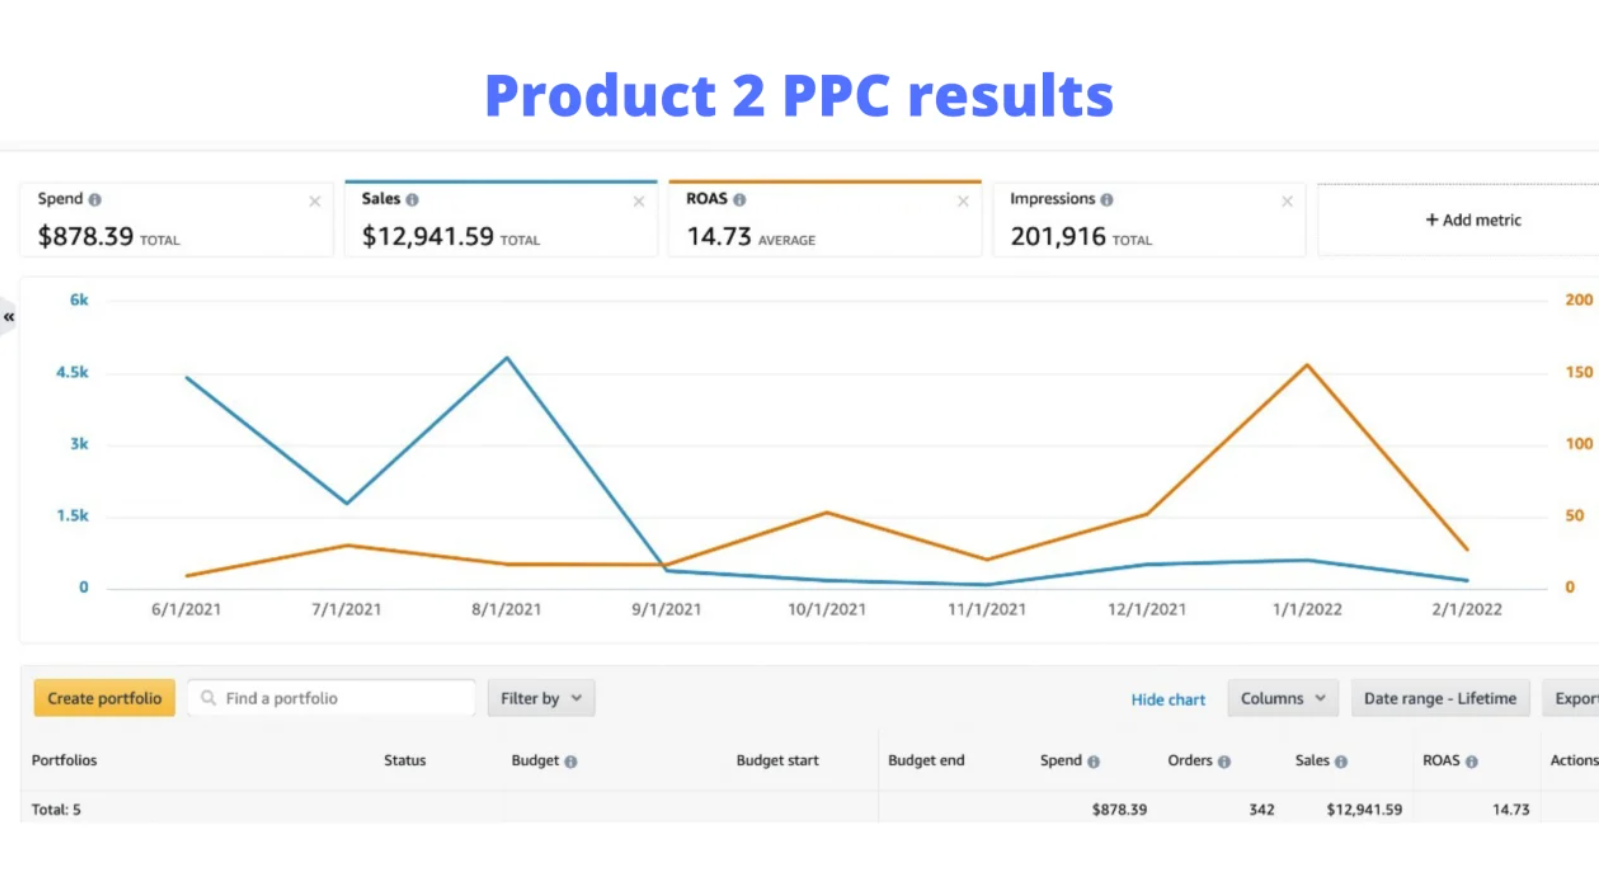 Product 2 PPC results
Spend
$878.39 TOTAL
Sales
$12,941.59 TOTAL
ROAS
14.73 AVERAGE
Impressions
201,916 TOTAL
+ Add metric
«
6k
4.5k
3k
1.5k
0
200
150
100
50
0
6/1/2021 7/1/2021 8/1/2021 9/1/2021 10/1/2021 11/1/2021 12/1/2021 1/1/2022 2/1/2022
Create portfolio Find a portfolio Filter by Hide chart Columns Date range - Lifetime Export
Portfolios Status Budget Budget start Budget end Spend Orders Sales ROAS Actions
Total: 5 $878.39 342 $12,941.59 14.73